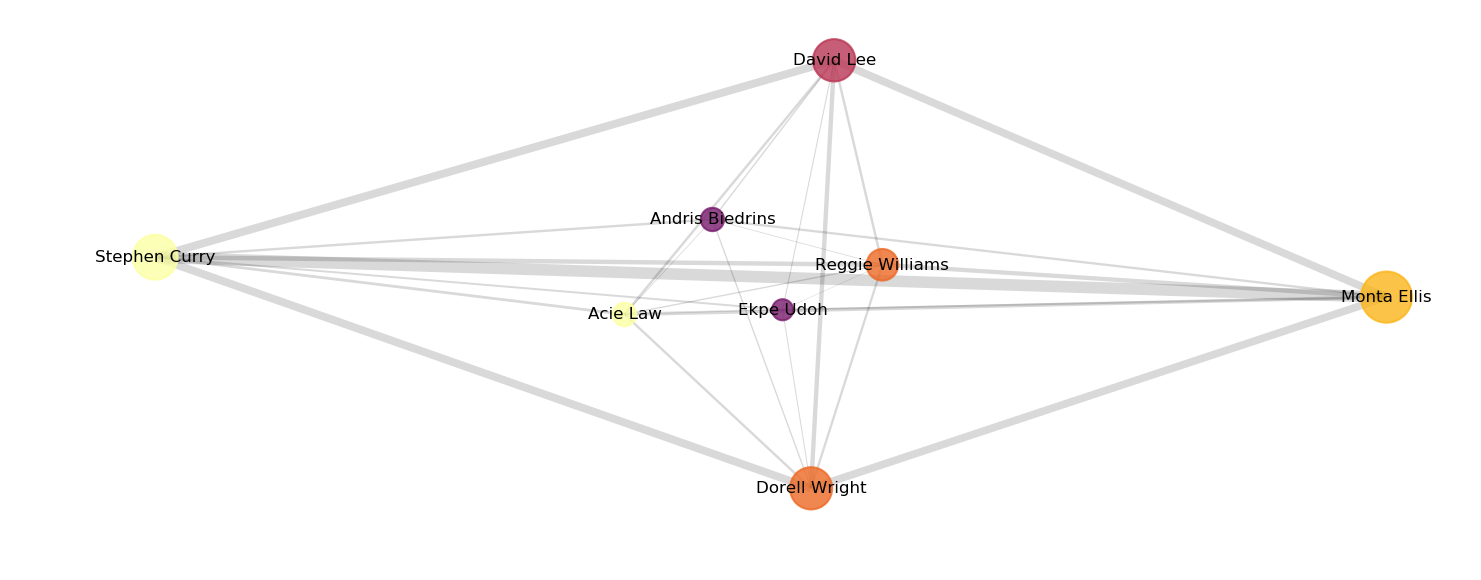 David Lee
Andris Biedrins
Stephen Curry
Reggie Williams
Monta Ellis
Ekpe Udoh
Acie Law
Dorell Wright